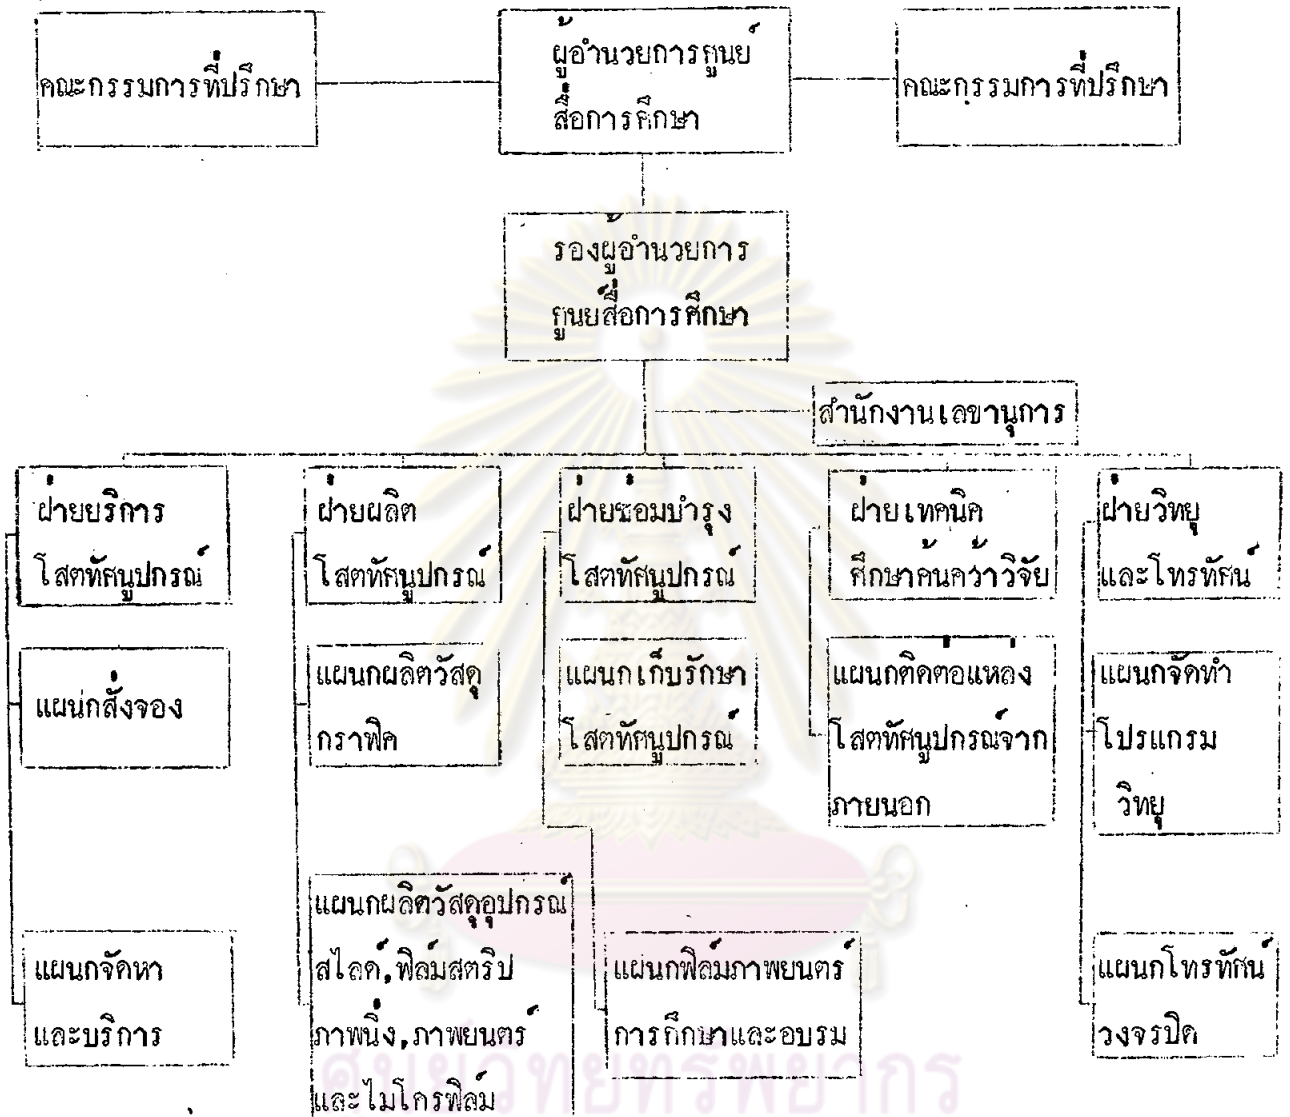 คณะกรรมการที่ปรึกษา
ผู้อำนวยการศูนย์
สื่อการศึกษา
คณะกรรมการที่ปรึกษา
รองผู้อำนวยการ
ศูนย์สื่อการศึกษา
สำนักงานเลขานุการ
ฝ่ายบริการ
โสตทัศนูปกรณ์
ฝ่ายผลิต
โสตทัศนูปกรณ์
ฝ่ายซ่อมบำรุง
โสตทัศนูปกรณ์
ฝ่ายเทคนิค
ศึกษาค้นคว้าวิจัย
ฝ่ายวิทยุ
และโทรทัศน์
แผนกสั่งจอง
แผนกผลิตวัสดุ
กราฟิค
แผนกเก็บรักษา
โสตทัศนูปกรณ์
แผนกติดต่อแหล่ง
โสตทัศนูปกรณ์จาก
ภายนอก
แผนกจัดทำ
โปรแกรม
วิทยุ
แผนกจัดหา
และบริการ
แผนกผลิตวัสดุอุปกรณ์
สไลด์,ฟิล์มสตริป
ภาพนิ่ง,ภาพยนตร์
และไมโครฟิล์ม
แผนกฟิล์มภาพยนตร์
การศึกษาและอบรม
แผนกโทรทัศน์
วงจรปิด
ศูนย์วิทยทรัพยากร